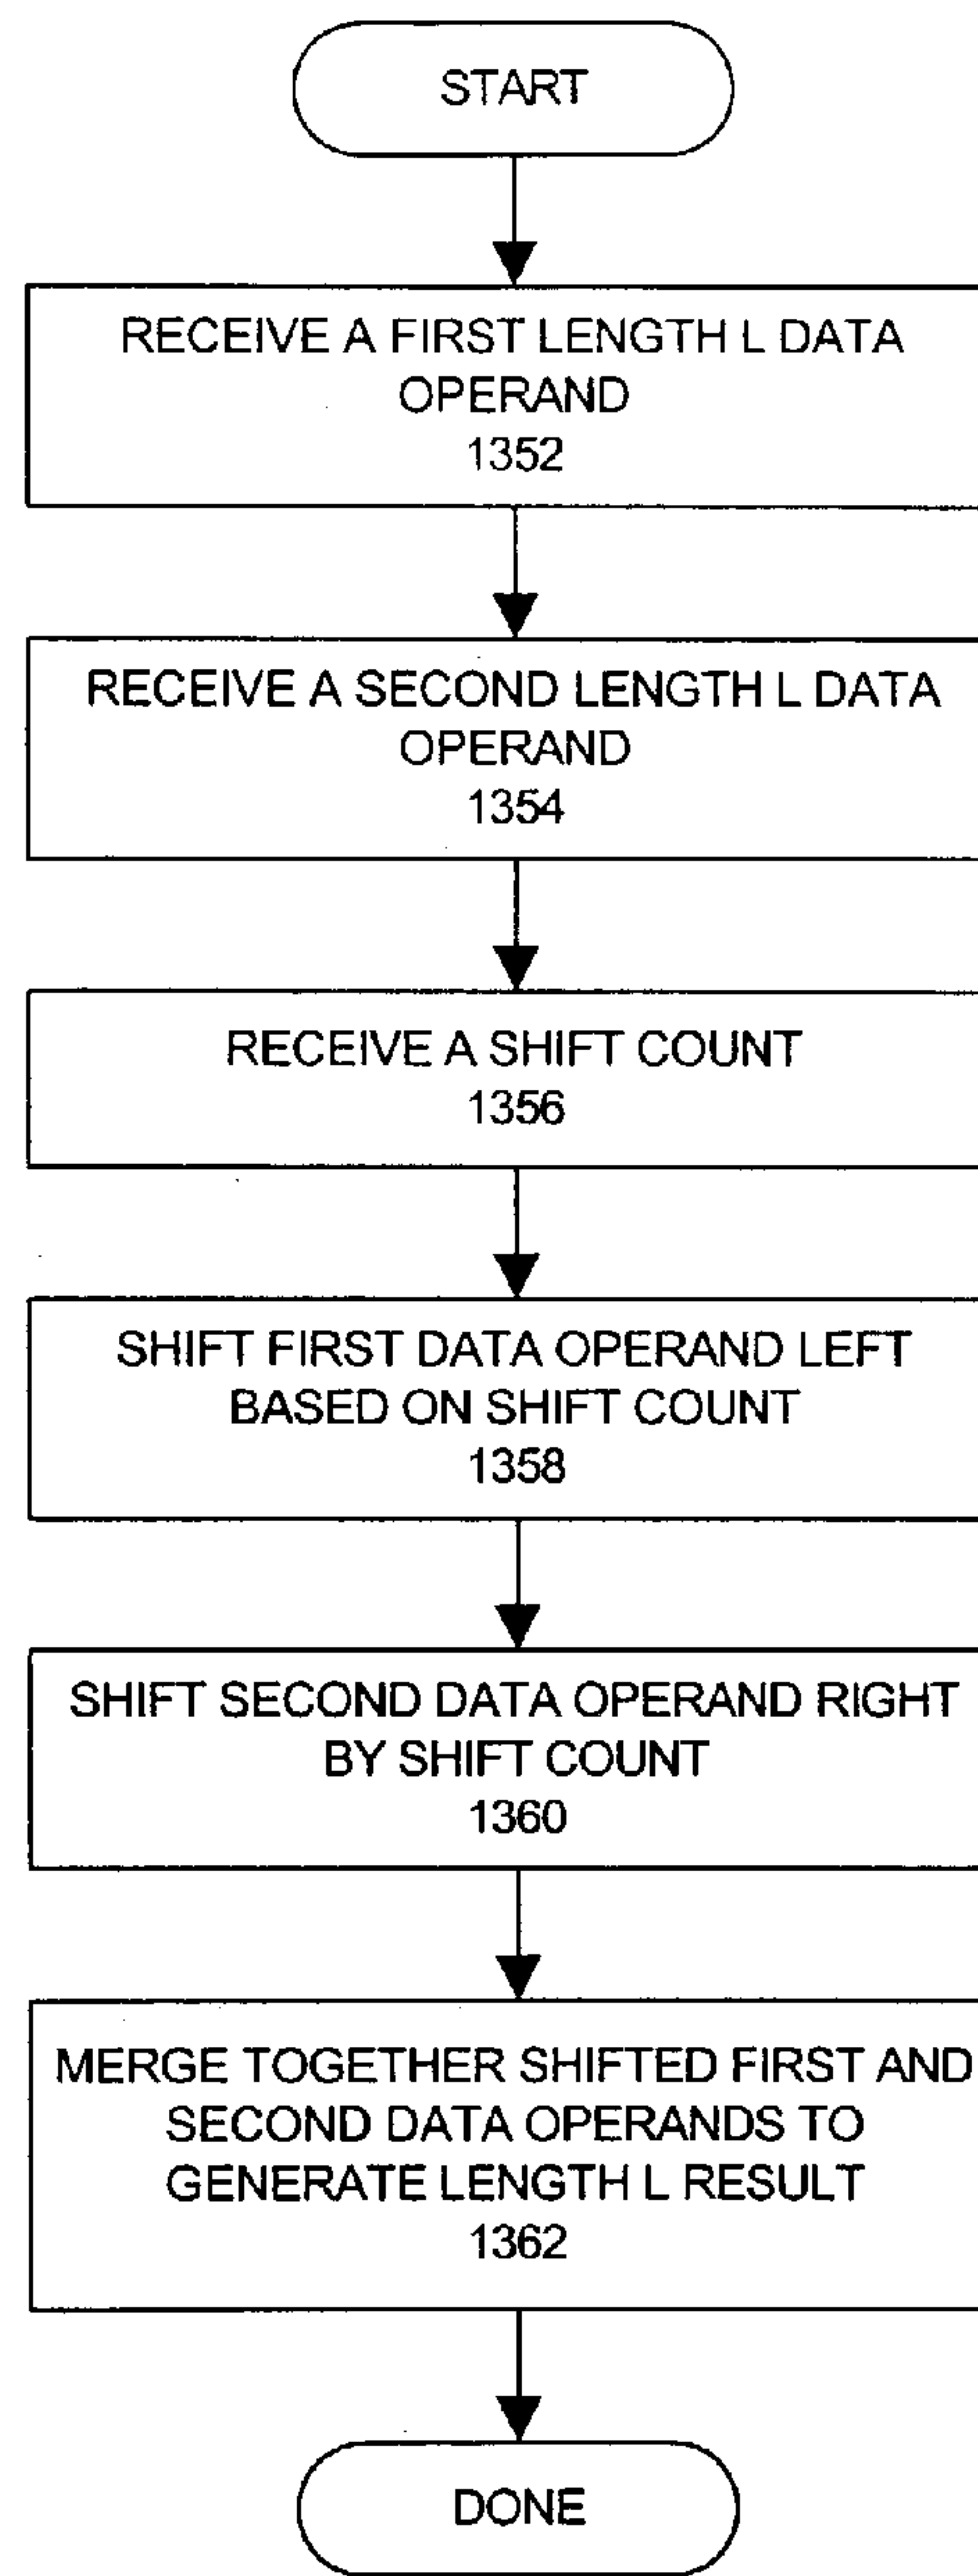 START
RECEIVE A FIRST LENGTH L DATA
OPERAND
1352
RECEIVE A SECOND LENGTH L DATA
OPERAND
1354
RECEIVE A SHIFT COUNT
1356
SHIFT FIRST DATA OPERAND LEFT
BASED ON SHIFT COUNT
1358
SHIFT SECOND DATA OPERAND RIGHT
BY SHIFT COUNT
1360
MERGE TOGETHER SHIFTED FIRST AND
SECOND DATA OPERANDS TO
GENERATE LENGTH L RESULT
1362
DONE